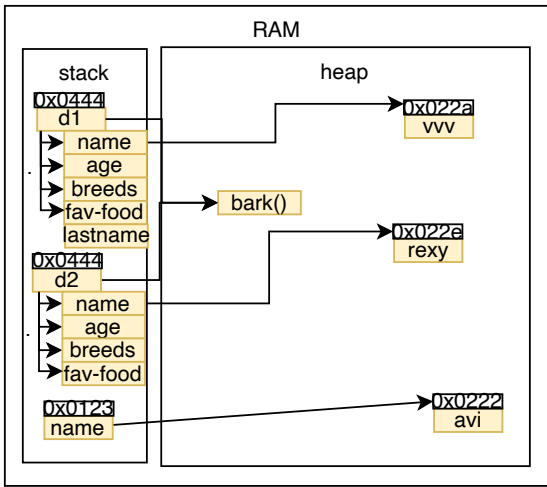 RAM
stack
heap
0x0444
d1
name
age
breeds
fav-food
lastname
0x0444
d2
name
age
breeds
fav-food
0x0123
name
bark()
0x022a
vvv
0x022e
rexy
0x0222
avi